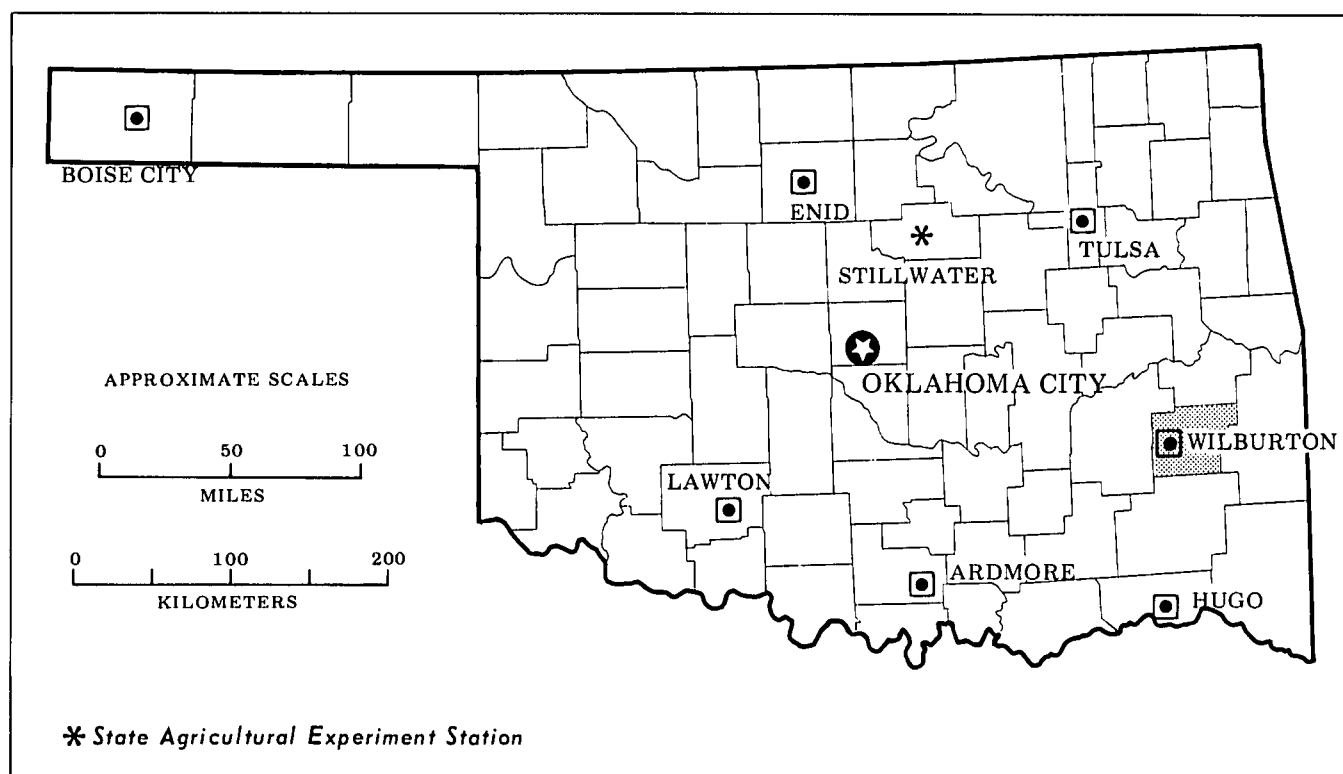 BOISE CITY
ENID
TULSA
STILLWATER
OKLAHOMA CITY
APPROXIMATE SCALES
0 50 100
MILES
0 100 200
KILOMETERS
WILBURTON
LAWTON
ARDMORE
HUGO
* State Agricultural Experiment Station